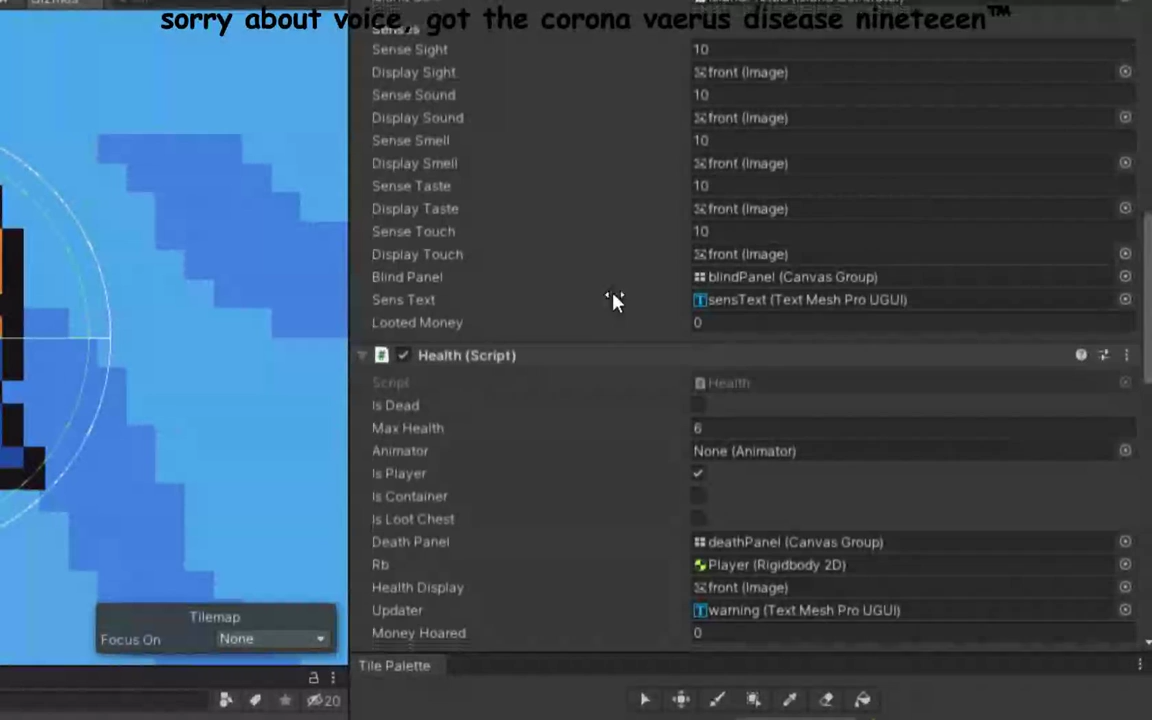 sorry about voice, got the corona vaerus disease nineteeen™
Senses
Sense Sight 10
Display Sight front (Image)
Sense Sound 10
Display Sound front (Image)
Sense Smell 10
Display Smell front (Image)
Sense Taste 10
Display Taste front (Image)
Sense Touch 10
Display Touch front (Image)
Blind Panel blindPanel (Canvas Group)
Sens Text sensText (Text Mesh Pro UGUI)
Looted Money 0
Health (Script)
Script Health
Is Dead
Max Health 6
Animator None (Animator)
Is Player
Is Container
Is Loot Chest
Death Panel deathPanel (Canvas Group)
Rb Player (Rigidbody 2D)
Health Display front (Image)
Updater warning (Text Mesh Pro UGUI)
Money Hoared 0
Tilemap
Focus On None
Tile Palette
20